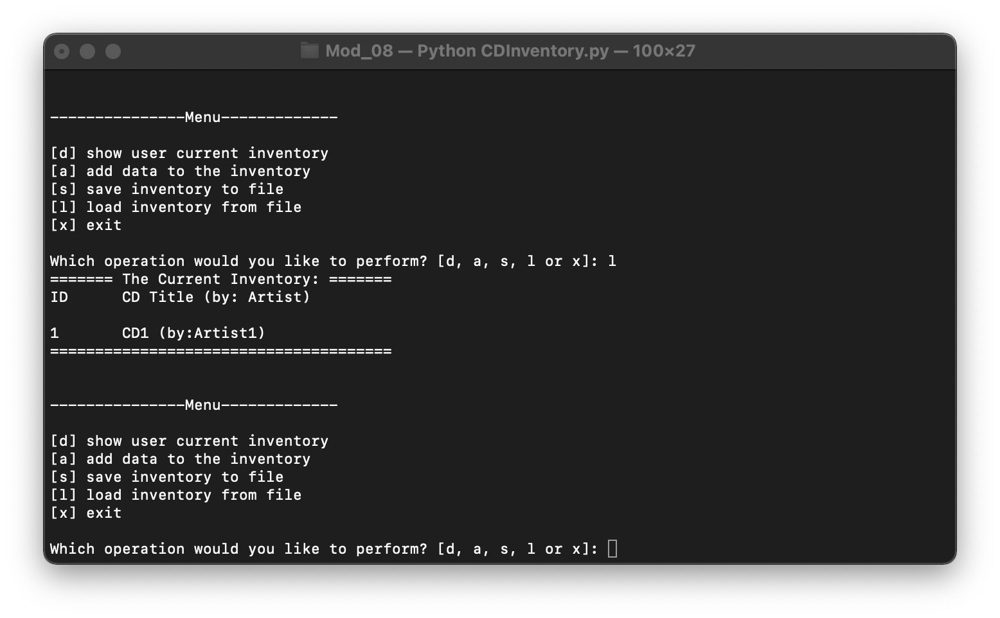 Mod_08 — Python CDInventory.py — 100×27
---------------Menu-------------
[d] show user current inventory
[a] add data to the inventory
[s] save inventory to file
[l] load inventory from file
[x] exit
Which operation would you like to perform? [d, a, s, l or x]: l
======= The Current Inventory: =======
ID      CD Title (by: Artist)
1       CD1 (by:Artist1)
======================================
---------------Menu-------------
[d] show user current inventory
[a] add data to the inventory
[s] save inventory to file
[l] load inventory from file
[x] exit
Which operation would you like to perform? [d, a, s, l or x]: